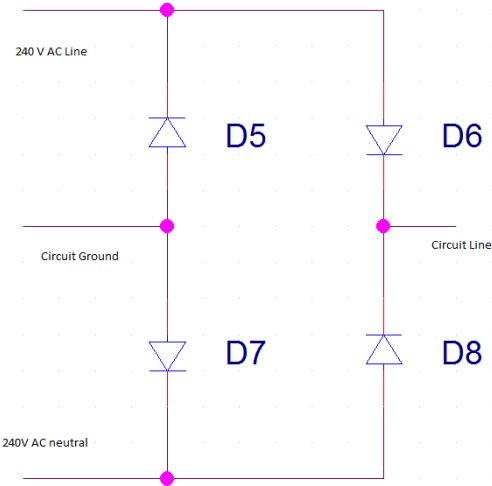 240 V AC Line
D5
D6
Circuit Ground
Circuit Line
D7
D8
240V AC neutral